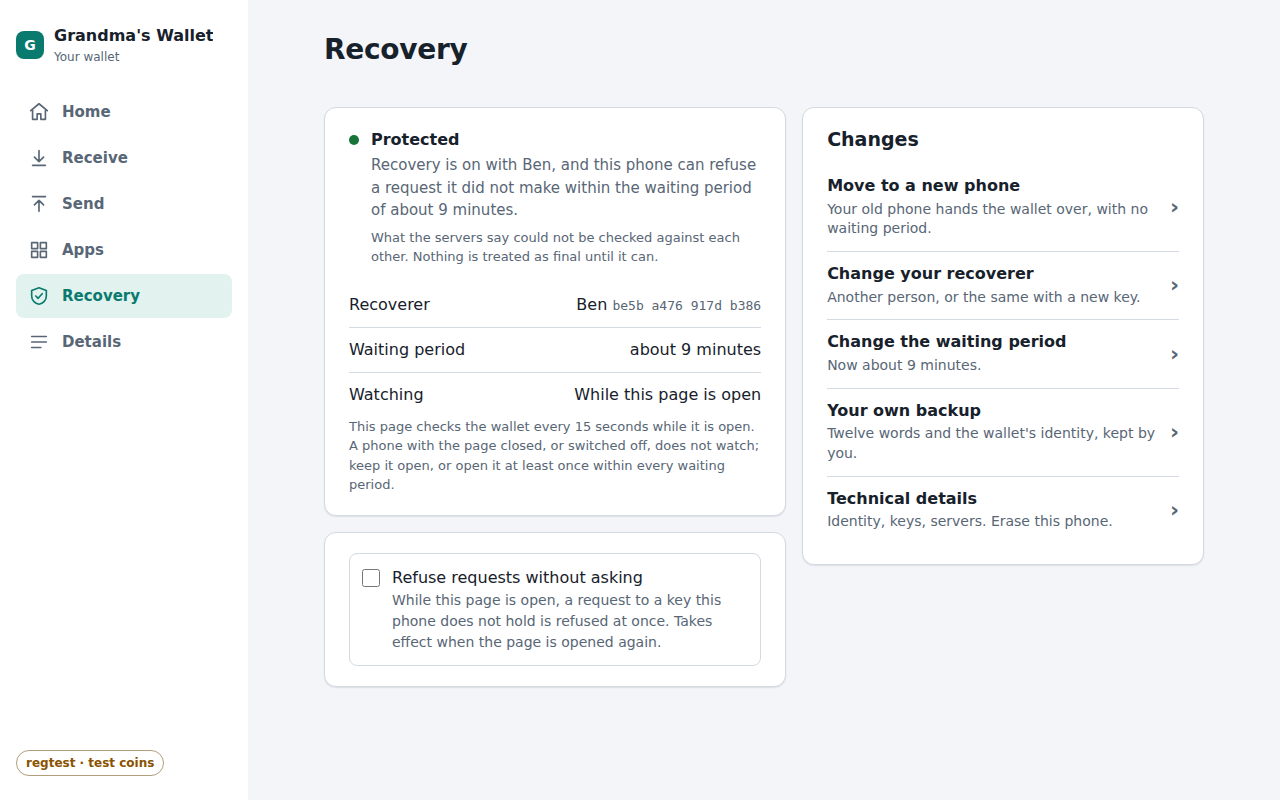 G
Grandma's Wallet
Your wallet
Home
Receive
Send
Apps
Recovery
Details
regtest · test coins
Recovery
Protected
Recovery is on with Ben, and this phone can refuse
a request it did not make within the waiting period
of about 9 minutes.
What the servers say could not be checked against each
other. Nothing is treated as final until it can.
Recoverer Ben be5b a476 917d b386
Waiting period about 9 minutes
Watching While this page is open
This page checks the wallet every 15 seconds while it is open.
A phone with the page closed, or switched off, does not watch;
keep it open, or open it at least once within every waiting
period.
Refuse requests without asking
While this page is open, a request to a key this
phone does not hold is refused at once. Takes
effect when the page is opened again.
Changes
Move to a new phone
Your old phone hands the wallet over, with no
waiting period.
Change your recoverer
Another person, or the same with a new key.
Change the waiting period
Now about 9 minutes.
Your own backup
Twelve words and the wallet's identity, kept by
you.
Technical details
Identity, keys, servers. Erase this phone.